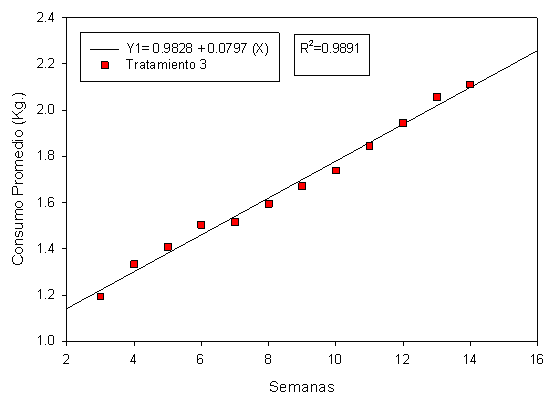 2.4
Y1= 0.9828 + 0.0797 (X)
Tratamiento 3
R²=0.9891
2.2
2.0
1.8
1.6
1.4
1.2
1.0
Consumo Promedio (Kg.)
2 4 6 8 10 12 14 16
Semanas